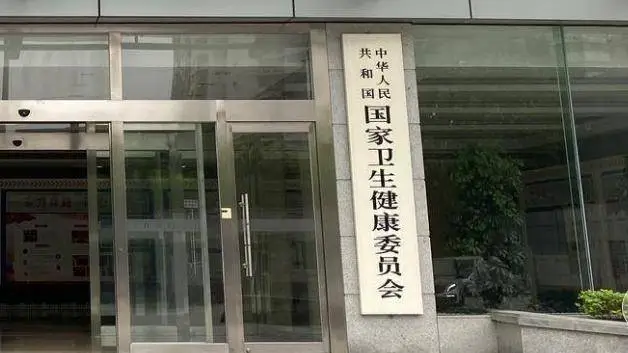 中华人民
共和国
国家卫生健康委员会